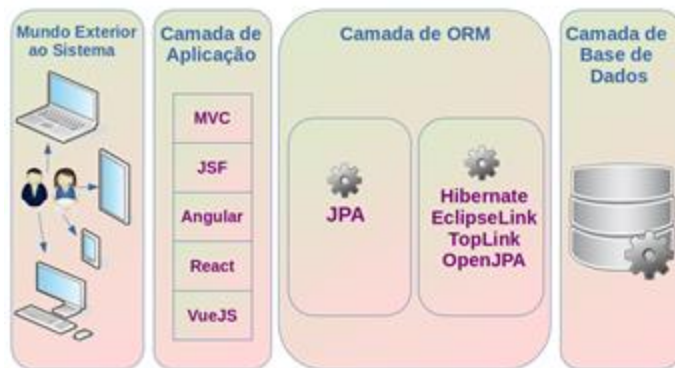 Mundo Exterior
ao Sistema
Camada de
Aplicação
MVC
JSF
Angular
React
VueJS
Camada de ORM
JPA
Hibernate
EclipseLink
TopLink
OpenJPA
Camada de
Base de
Dados